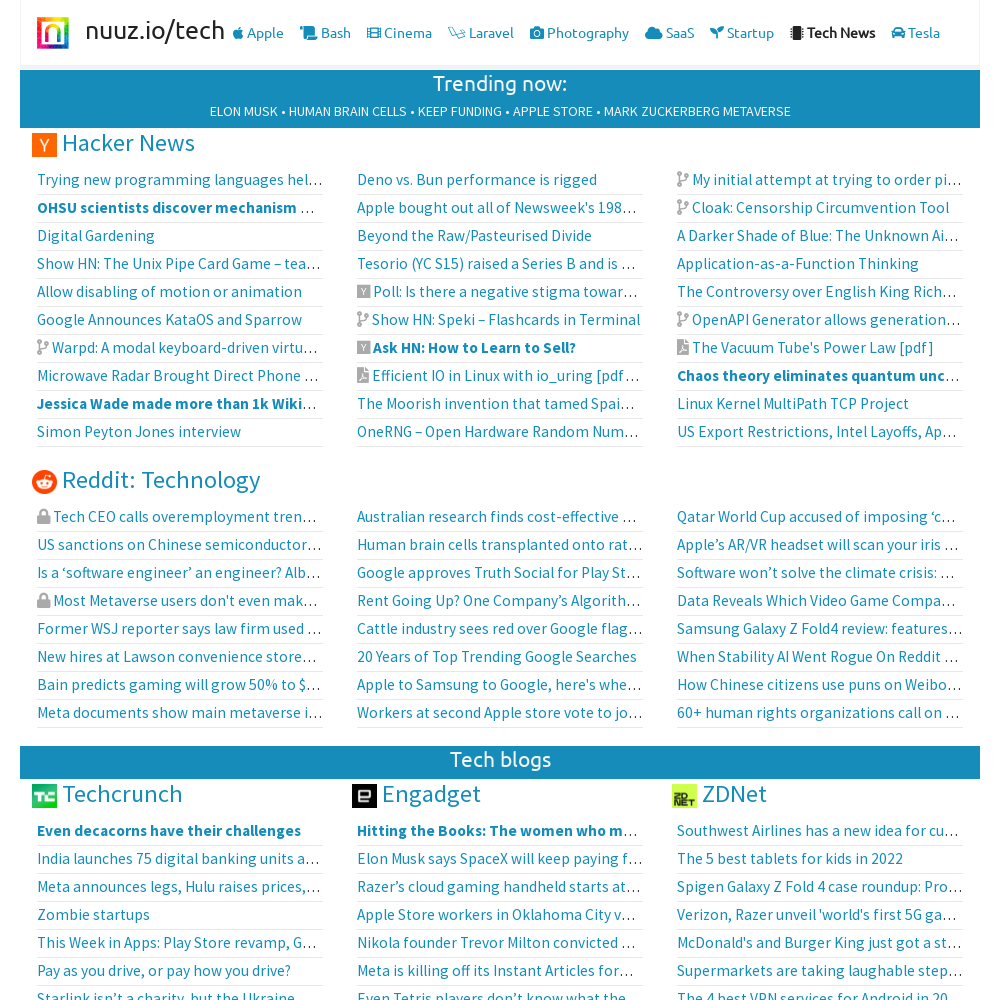 nuuz.io/tech
Apple Bash Cinema Laravel Photography SaaS Startup Tech News Tesla
Trending now:
ELON MUSK • HUMAN BRAIN CELLS • KEEP FUNDING • APPLE STORE • MARK ZUCKERBERG METAVERSE
Y Hacker News
Trying new programming languages hel…
OHSU scientists discover mechanism …
Digital Gardening
Show HN: The Unix Pipe Card Game – tea…
Allow disabling of motion or animation
Google Announces KataOS and Sparrow
Warpd: A modal keyboard-driven virtu…
Microwave Radar Brought Direct Phone …
Jessica Wade made more than 1k Wiki…
Simon Peyton Jones interview
Deno vs. Bun performance is rigged
Apple bought out all of Newsweek's 198…
Beyond the Raw/Pasteurised Divide
Tesorio (YC S15) raised a Series B and is …
Y Poll: Is there a negative stigma towar…
Show HN: Speki – Flashcards in Terminal
Y Ask HN: How to Learn to Sell?
Efficient IO in Linux with io_uring [pdf…
The Moorish invention that tamed Spai…
OneRNG – Open Hardware Random Num…
My initial attempt at trying to order pi…
Cloak: Censorship Circumvention Tool
A Darker Shade of Blue: The Unknown Ai…
Application-as-a-Function Thinking
The Controversy over English King Rich…
OpenAPI Generator allows generation…
The Vacuum Tube's Power Law [pdf]
Chaos theory eliminates quantum unc…
Linux Kernel MultiPath TCP Project
US Export Restrictions, Intel Layoffs, Ap…
Reddit: Technology
Tech CEO calls overemployment tren…
US sanctions on Chinese semiconductor…
Is a ‘software engineer’ an engineer? Alb…
Most Metaverse users don't even mak…
Former WSJ reporter says law firm used …
New hires at Lawson convenience store…
Bain predicts gaming will grow 50% to $…
Meta documents show main metaverse i…
Australian research finds cost-effective …
Human brain cells transplanted onto rat…
Google approves Truth Social for Play St…
Rent Going Up? One Company’s Algorith…
Cattle industry sees red over Google flag…
20 Years of Top Trending Google Searches
Apple to Samsung to Google, here's whe…
Workers at second Apple store vote to jo…
Qatar World Cup accused of imposing ‘c…
Apple’s AR/VR headset will scan your iris …
Software won’t solve the climate crisis: …
Data Reveals Which Video Game Compa…
Samsung Galaxy Z Fold4 review: features…
When Stability AI Went Rogue On Reddit …
How Chinese citizens use puns on Weibo…
60+ human rights organizations call on …
Tech blogs
Techcrunch
Even decacorns have their challenges
India launches 75 digital banking units a…
Meta announces legs, Hulu raises prices,…
Zombie startups
This Week in Apps: Play Store revamp, G…
Pay as you drive, or pay how you drive?
Starlink isn’t a charity, but the Ukraine
Engadget
Hitting the Books: The women who m…
Elon Musk says SpaceX will keep paying f…
Razer’s cloud gaming handheld starts at…
Apple Store workers in Oklahoma City v…
Nikola founder Trevor Milton convicted …
Meta is killing off its Instant Articles for…
Even Tetris players don’t know what the
ZDNET ZDNet
Southwest Airlines has a new idea for cu…
The 5 best tablets for kids in 2022
Spigen Galaxy Z Fold 4 case roundup: Pro…
Verizon, Razer unveil 'world's first 5G ga…
McDonald's and Burger King just got a st…
Supermarkets are taking laughable step…
The 4 best VPN services for Android in 20